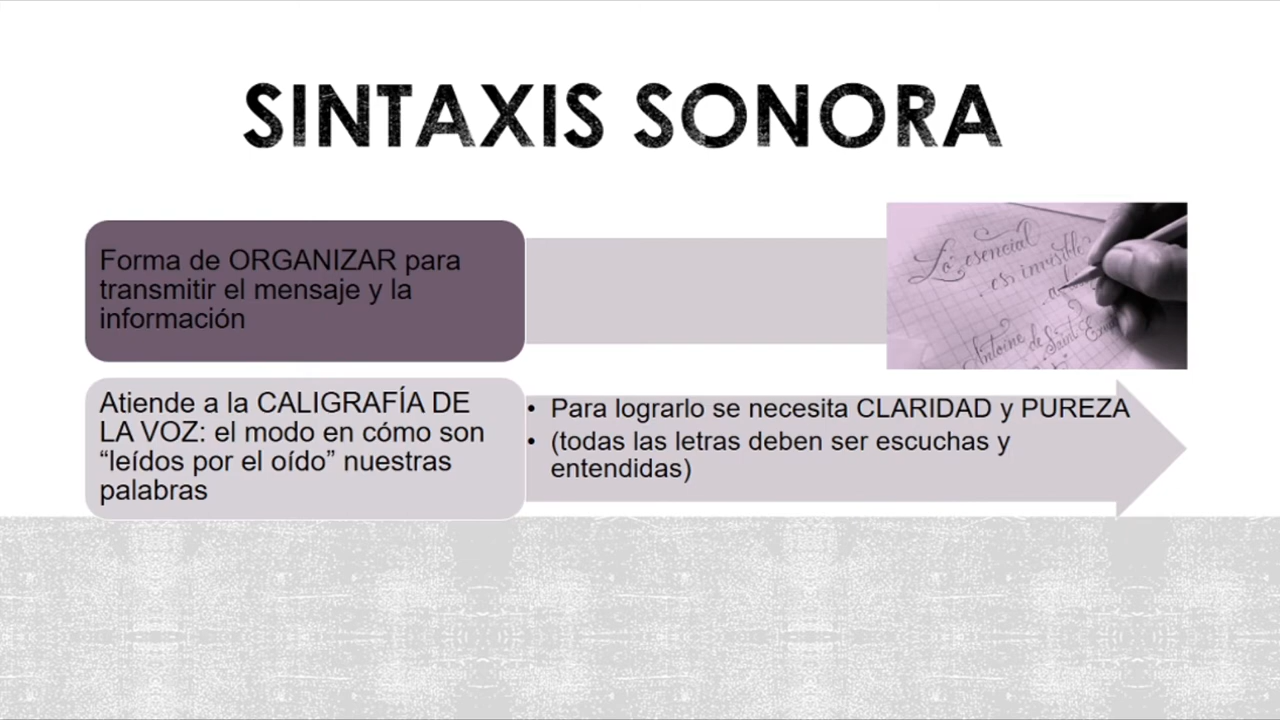 SINTAXIS SONORA
Forma de ORGANIZAR para
transmitir el mensaje y la
información
Lo esencial
es invisible
Antoine de Saint
Atiende a la CALIGRAFÍA DE
LA VOZ: el modo en cómo son
“leídos por el oído” nuestras
palabras
• Para lograrlo se necesita CLARIDAD y PUREZA
• (todas las letras deben ser escuchas y
entendidas)